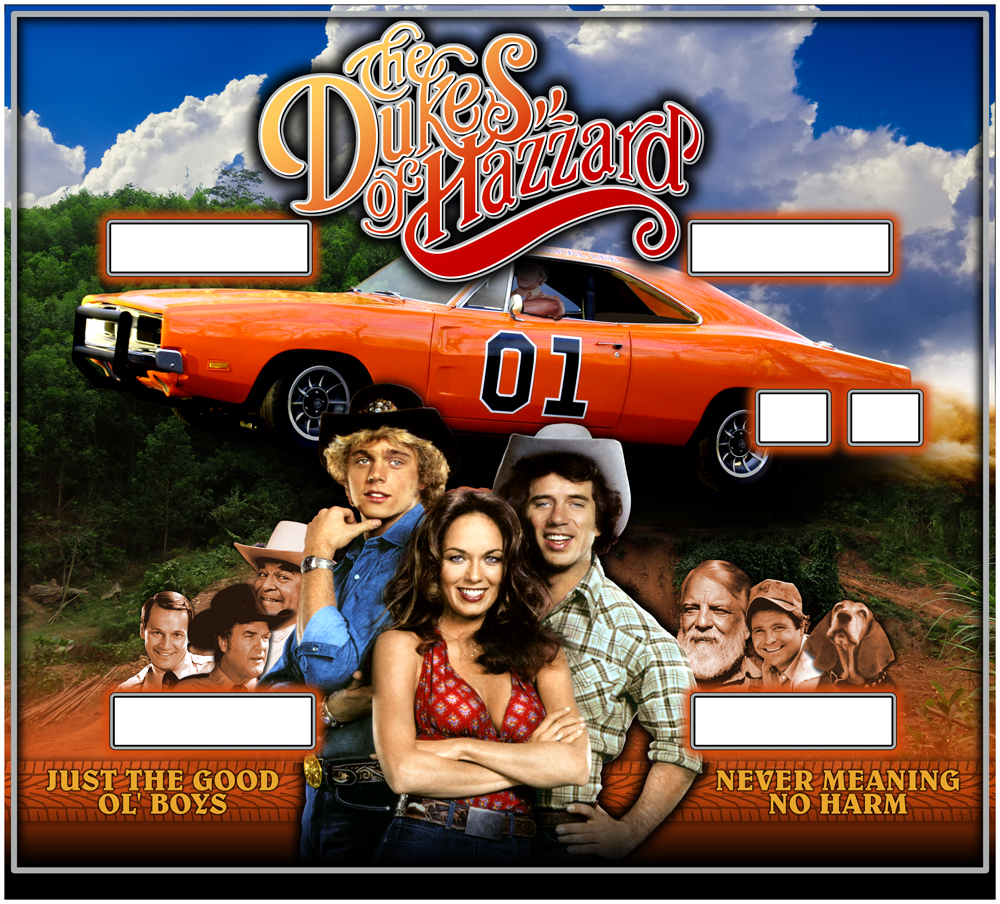 The
Dukes
of Hazzard
01
JUST THE GOOD
OL' BOYS
NEVER MEANING
NO HARM